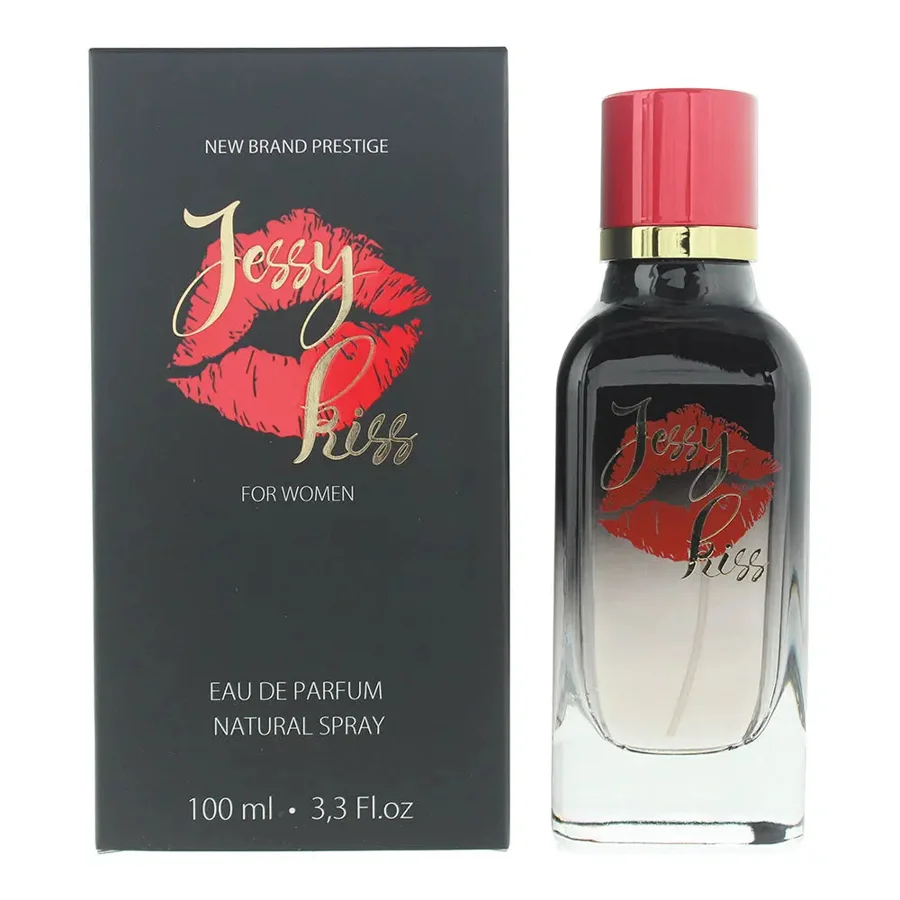 NEW BRAND PRESTIGE
Jessy
kiss
FOR WOMEN
EAU DE PARFUM
NATURAL SPRAY
100 ml • 3,3 Fl.oz
Jessy
kiss